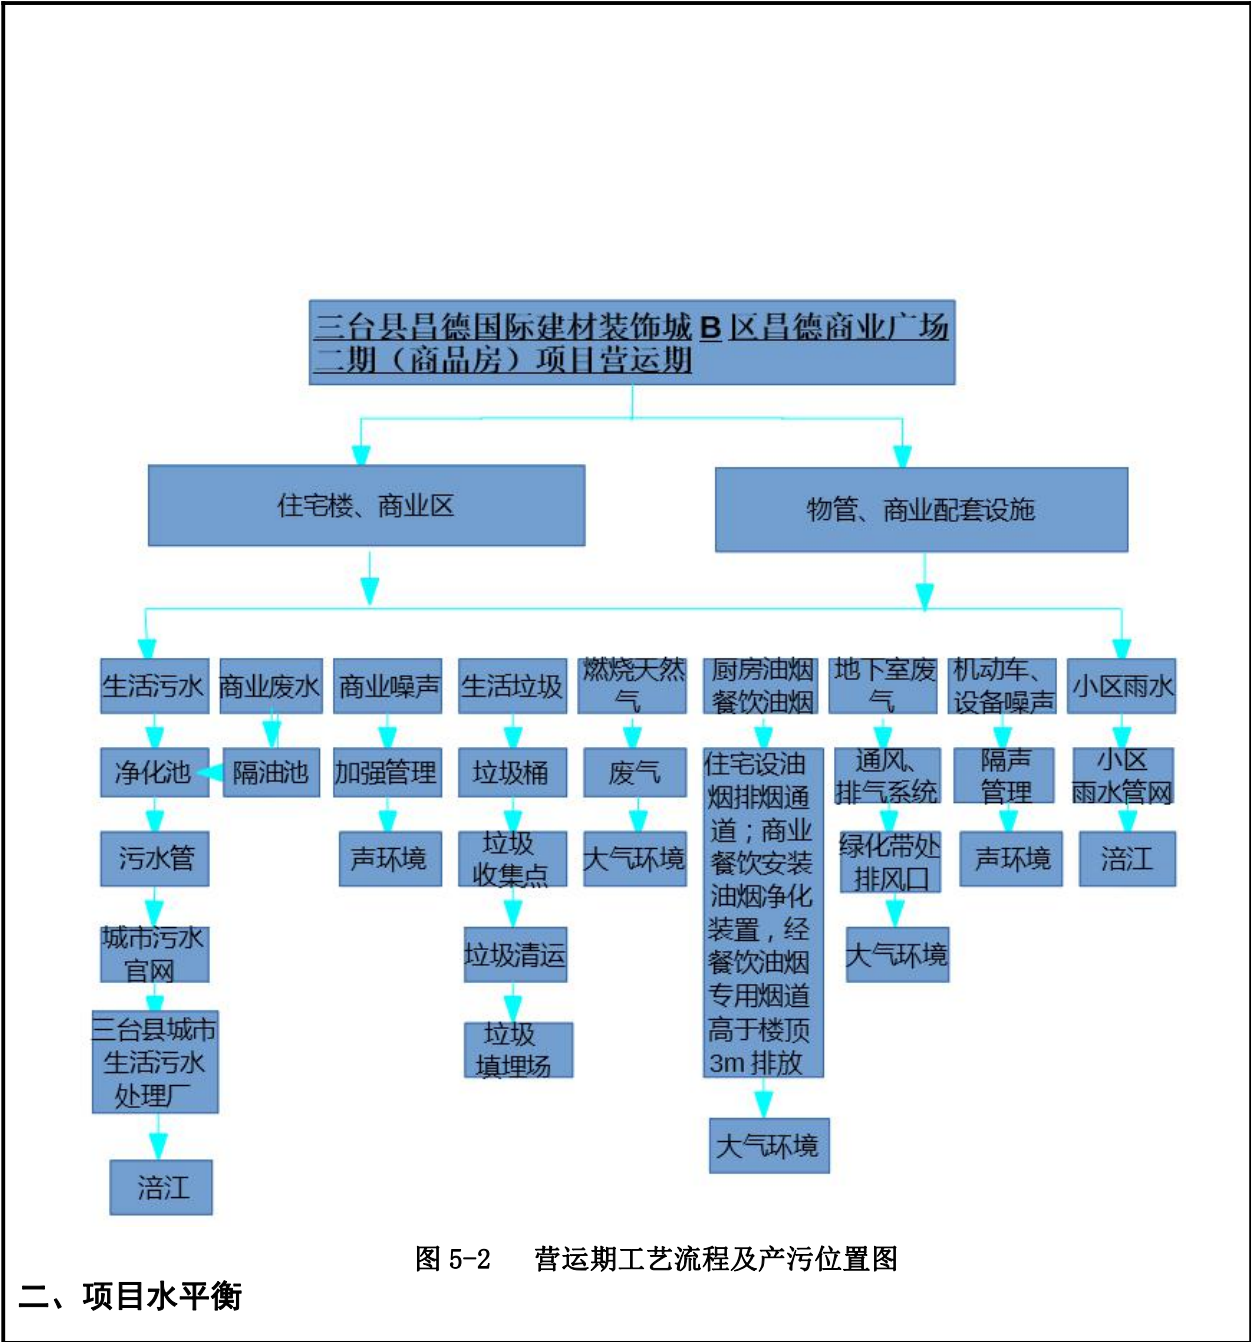 三台县昌德国际建材装饰城 B 区昌德商业广场
二期（商品房）项目营运期
住宅楼、商业区
物管、商业配套设施
生活污水
商业废水
商业噪声
生活垃圾
燃烧天然
气
厨房油烟
餐饮油烟
地下室废
气
机动车、
设备噪声
小区雨水
净化池
隔油池
加强管理
垃圾桶
废气
住宅设油
烟排烟通
道；商业
餐饮安装
油烟净化
装置，经
餐饮油烟
专用烟道
高于楼顶
3m 排放
通风、
排气系统
隔声
管理
小区
雨水管网
污水管
声环境
垃圾
收集点
大气环境
绿化带处
排风口
声环境
涪江
城市污水
官网
垃圾清运
大气环境
三台县城市
生活污水
处理厂
垃圾
填埋场
大气环境
涪江
图 5-2 营运期工艺流程及产污位置图
二、项目水平衡